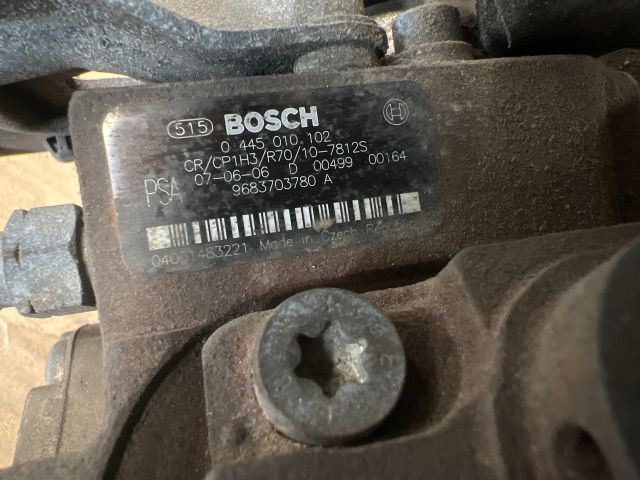 515 BOSCH
0 445 010 102
CR/CP1H3/R70/10-7812S
PSA 07-06-06 D 00499 00164
9683703780 A
04001483221 Made in Czech Republic